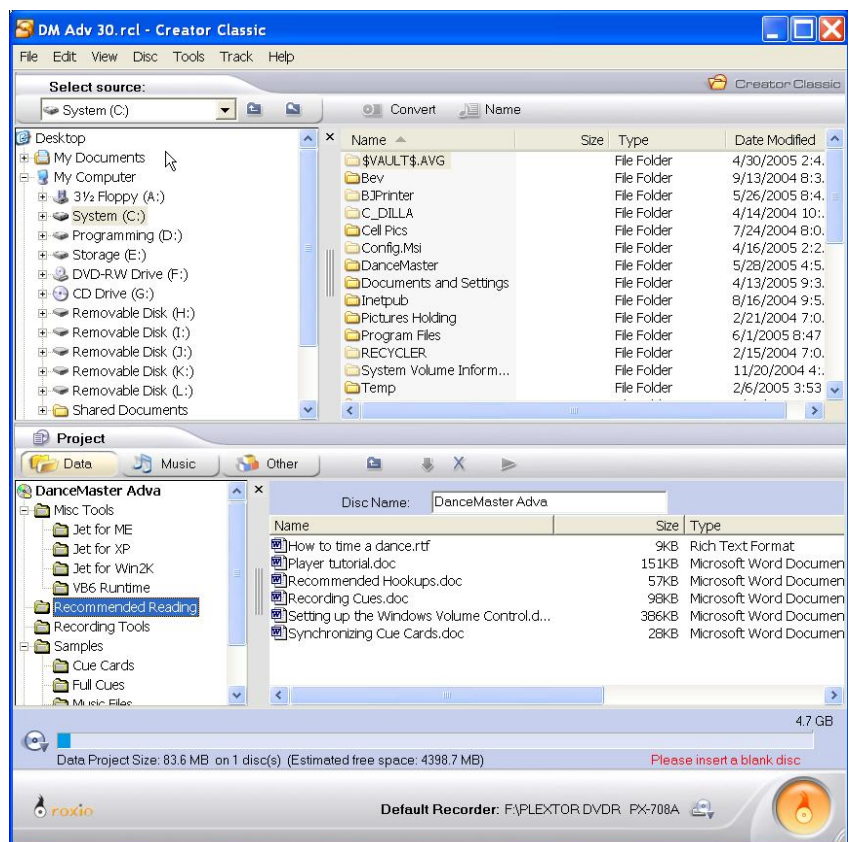 DM Adv 30.rcl - Creator Classic
File Edit View Disc Tools Track Help
Select source:
Creator Classic
System (C:)
Convert Name
Desktop
My Documents
My Computer
3½ Floppy (A:)
System (C:)
Programming (D:)
Storage (E:)
DVD-RW Drive (F:)
CD Drive (G:)
Removable Disk (H:)
Removable Disk (I:)
Removable Disk (J:)
Removable Disk (K:)
Removable Disk (L:)
Shared Documents
Name Size Type Date Modified
$VAULT$.AVG File Folder 4/30/2005 2:4.
Bev File Folder 9/13/2004 8:3.
BJPrinter File Folder 5/26/2005 8:4.
C_DILLA File Folder 4/14/2004 10:.
Cell Pics File Folder 7/24/2004 8:0.
Config.Msi File Folder 4/16/2005 2:2.
DanceMaster File Folder 5/28/2005 4:5.
Documents and Settings File Folder 4/13/2005 9:3.
Inetpub File Folder 8/16/2004 9:5.
Pictures Holding File Folder 2/21/2004 7:0.
Program Files File Folder 6/1/2005 8:47
RECYCLER File Folder 2/15/2004 7:0.
System Volume Inform... File Folder 11/20/2004 4:.
Temp File Folder 2/6/2005 3:53
Project
Data Music Other
DanceMaster Adva
Misc Tools
Jet for ME
Jet for XP
Jet for Win2K
VB6 Runtime
Recommended Reading
Recording Tools
Samples
Cue Cards
Full Cues
Music Files
Disc Name: DanceMaster Adva
Name Size Type
How to time a dance.rtf 9KB Rich Text Format
Player tutorial.doc 151KB Microsoft Word Documen
Recommended Hookups.doc 57KB Microsoft Word Documen
Recording Cues.doc 98KB Microsoft Word Documen
Setting up the Windows Volume Control.d... 386KB Microsoft Word Documen
Synchronizing Cue Cards.doc 28KB Microsoft Word Documen
4.7 GB
Data Project Size: 83.6 MB on 1 disc(s) (Estimated free space: 4398.7 MB) Please insert a blank disc
roxio Default Recorder: F:\PLEXTOR DVDR PX-708A